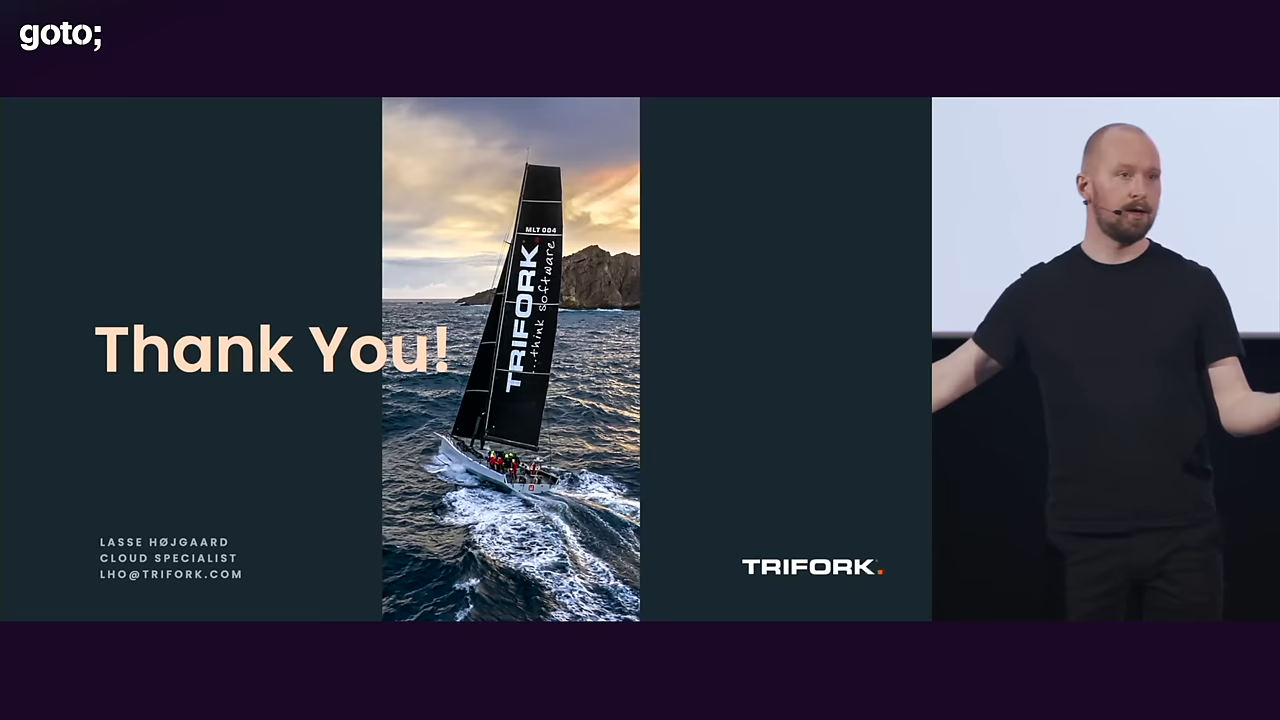 goto;
MLT 004
TRIFORK.
...think software
Thank You!
LASSE HØJGAARD
CLOUD SPECIALIST
LHO@TRIFORK.COM
TRIFORK.